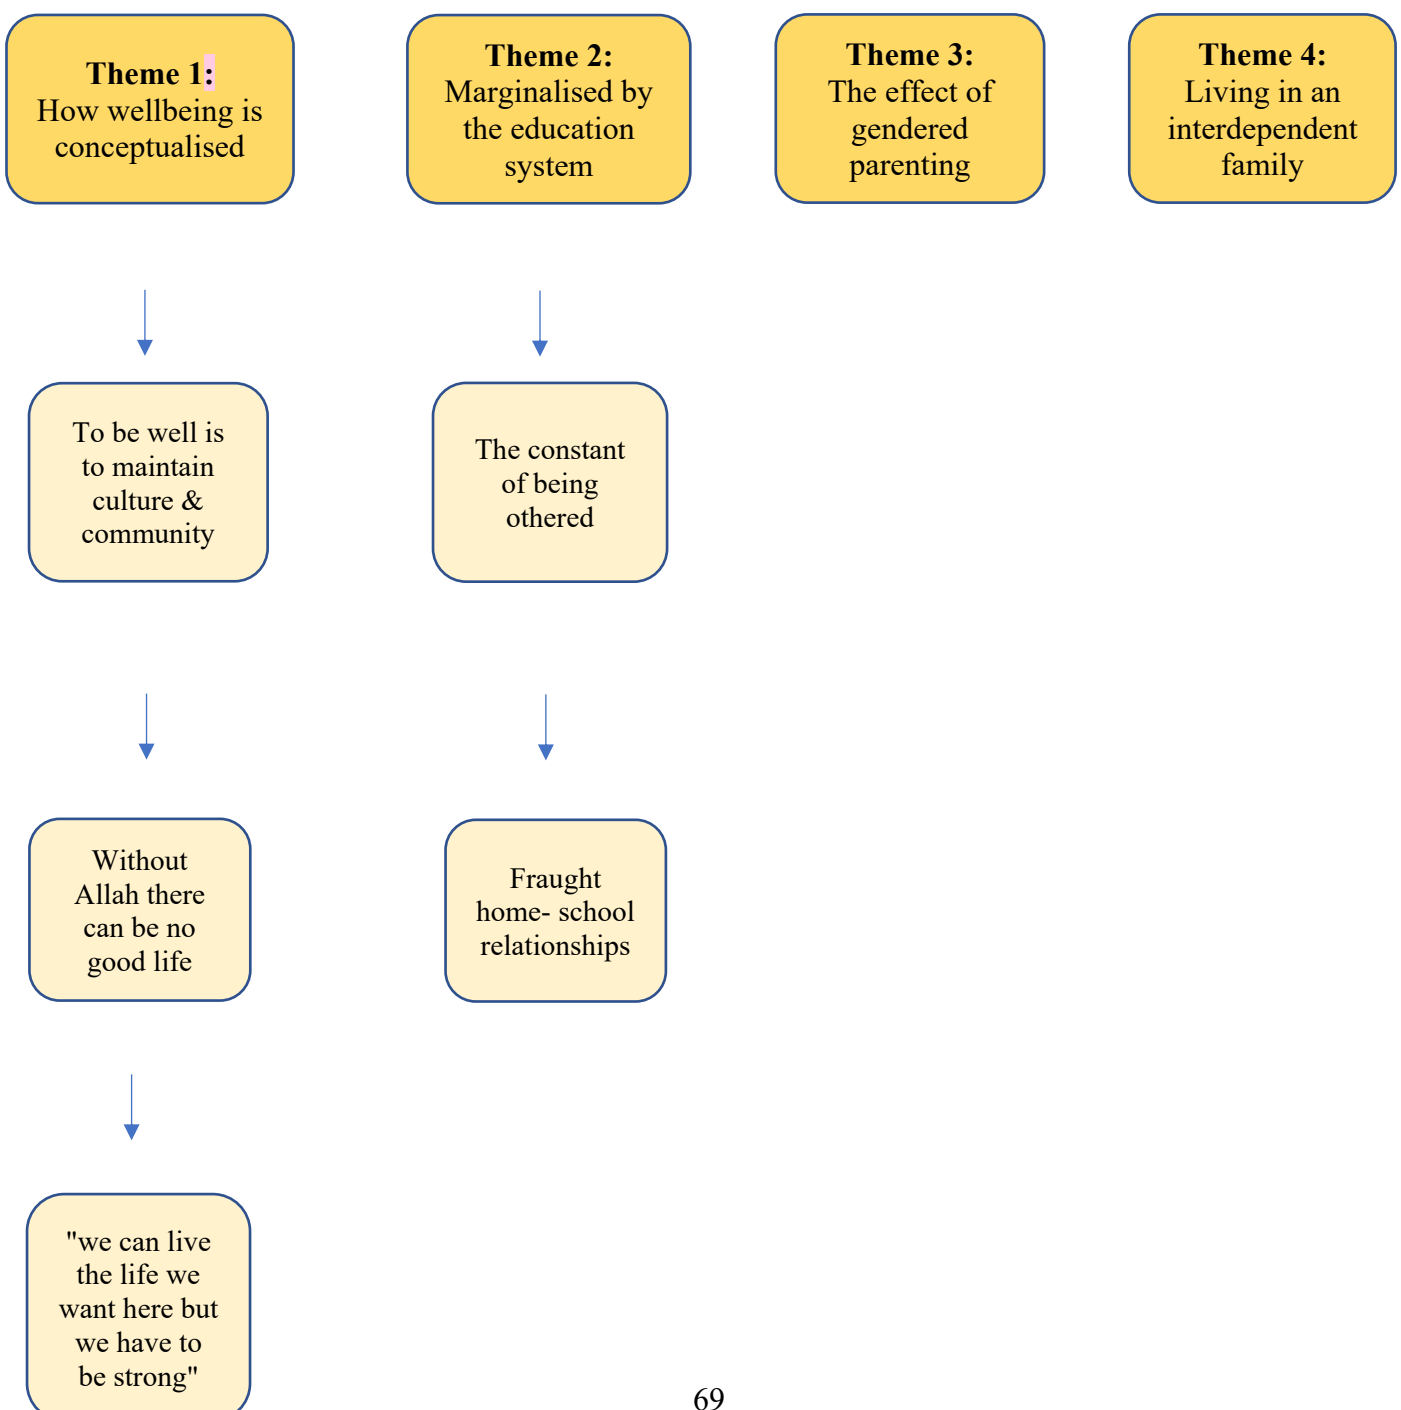 Theme 1:
How wellbeing is
conceptualised
Theme 2:
Marginalised by
the education
system
Theme 3:
The effect of
gendered
parenting
Theme 4:
Living in an
interdependent
family
To be well is
to maintain
culture &
community
The constant
of being
othered
Without
Allah there
can be no
good life
Fraught
home- school
relationships
"we can live
the life we
want here but
we have to
be strong"
69